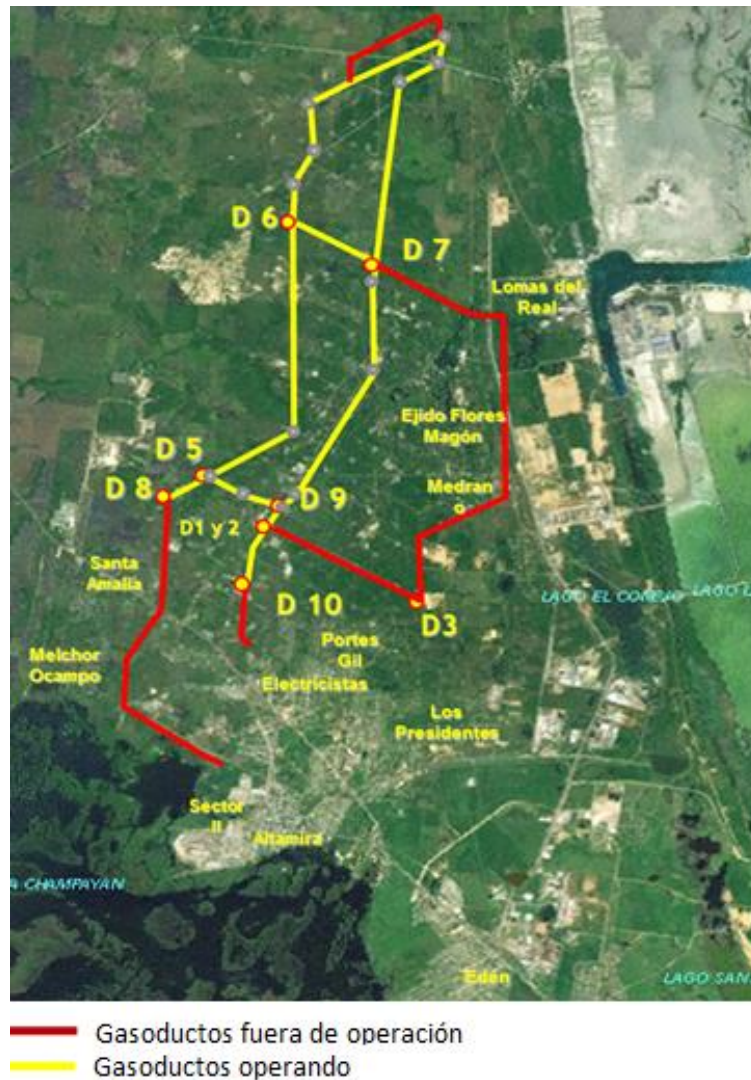 D 6
D 7
Lomas del
Real
Ejido Flores
Magón
D 5
Medran
o
D 8
D 9
D1 y 2
Santa
Amalia
D 10
LAGO EL CONEJO
D3
Portes
Gil
Melchor
Ocampo
Electricistas
Los
Presidentes
Sector
II
Altamira
A CHAMPAYAN
Edén
LAGO SAN
Gasoductos fuera de operación
Gasoductos operando